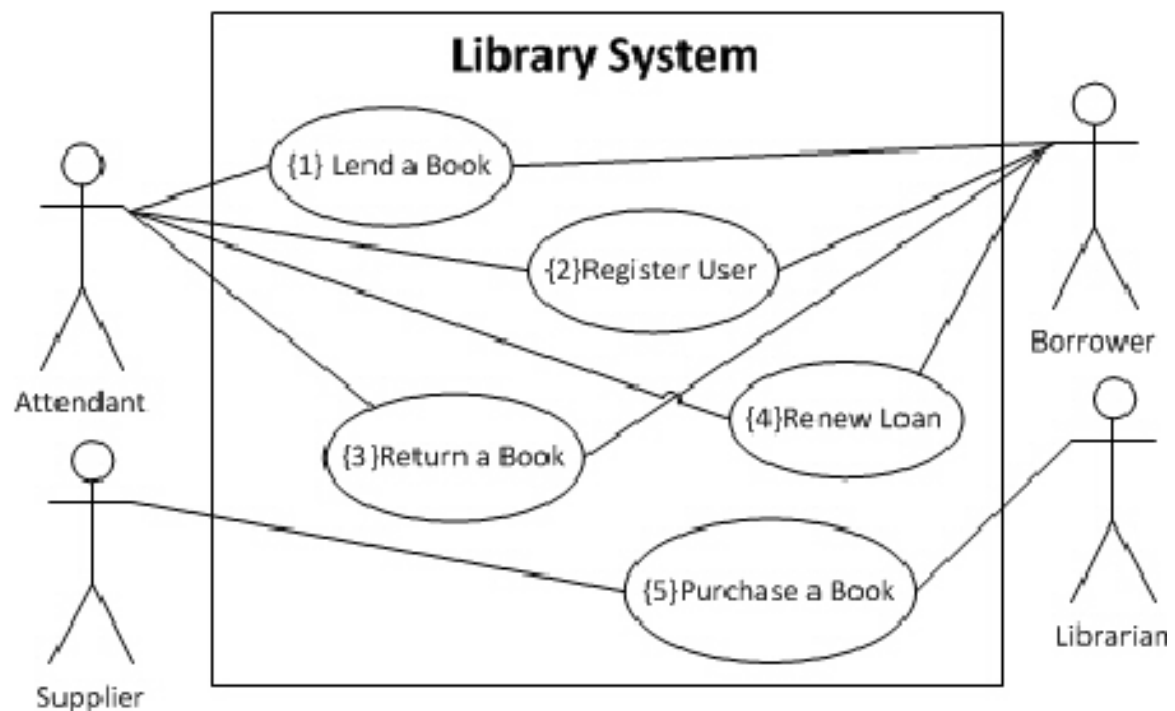 Library System
{1} Lend a Book
{2}Register User
Borrower
Attendant
{4}Renew Loan
{3}Return a Book
{5}Purchase a Book
Librarian
Supplier